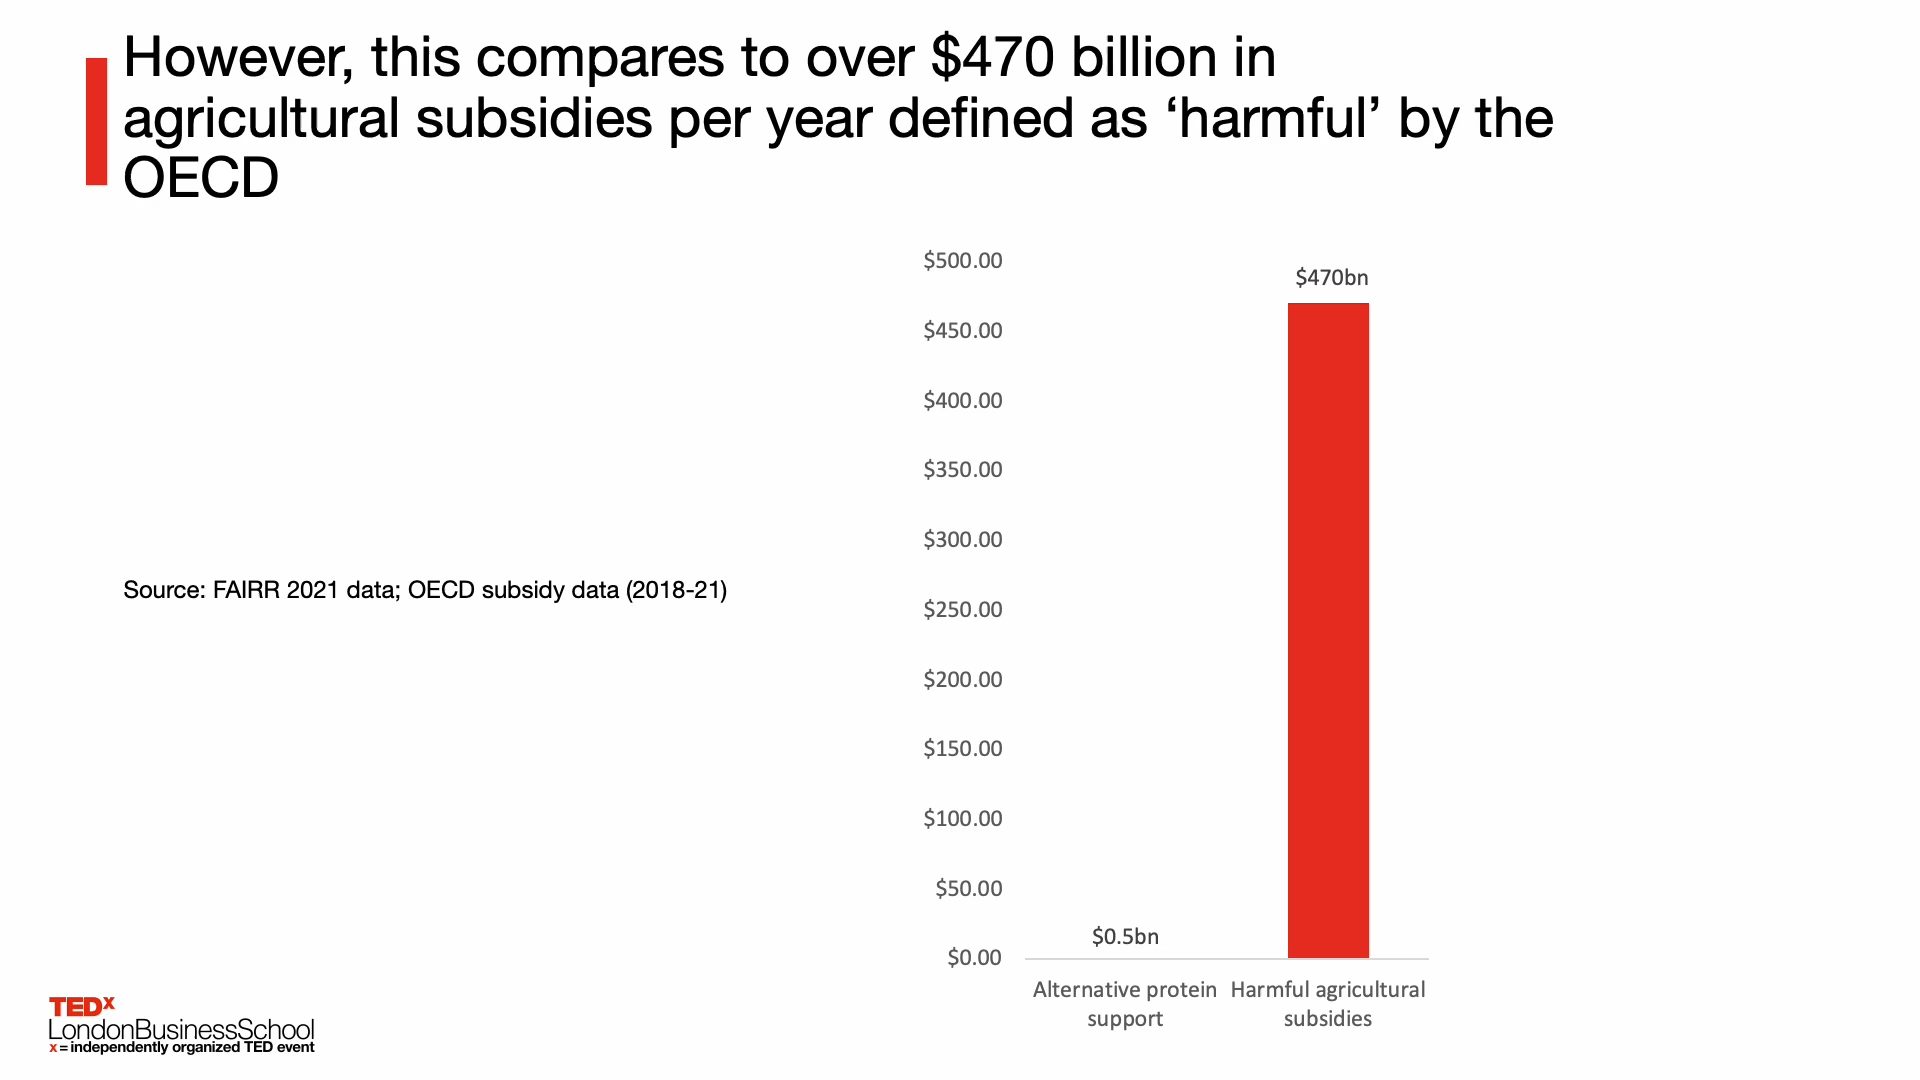 However, this compares to over $470 billion in
agricultural subsidies per year defined as ‘harmful’ by the
OECD
Source: FAIRR 2021 data; OECD subsidy data (2018-21)
$500.00
$450.00
$400.00
$350.00
$300.00
$250.00
$200.00
$150.00
$100.00
$50.00
$0.00
$470bn
$0.5bn
Alternative protein
support
Harmful agricultural
subsidies
TEDx
LondonBusinessSchool
x = independently organized TED event